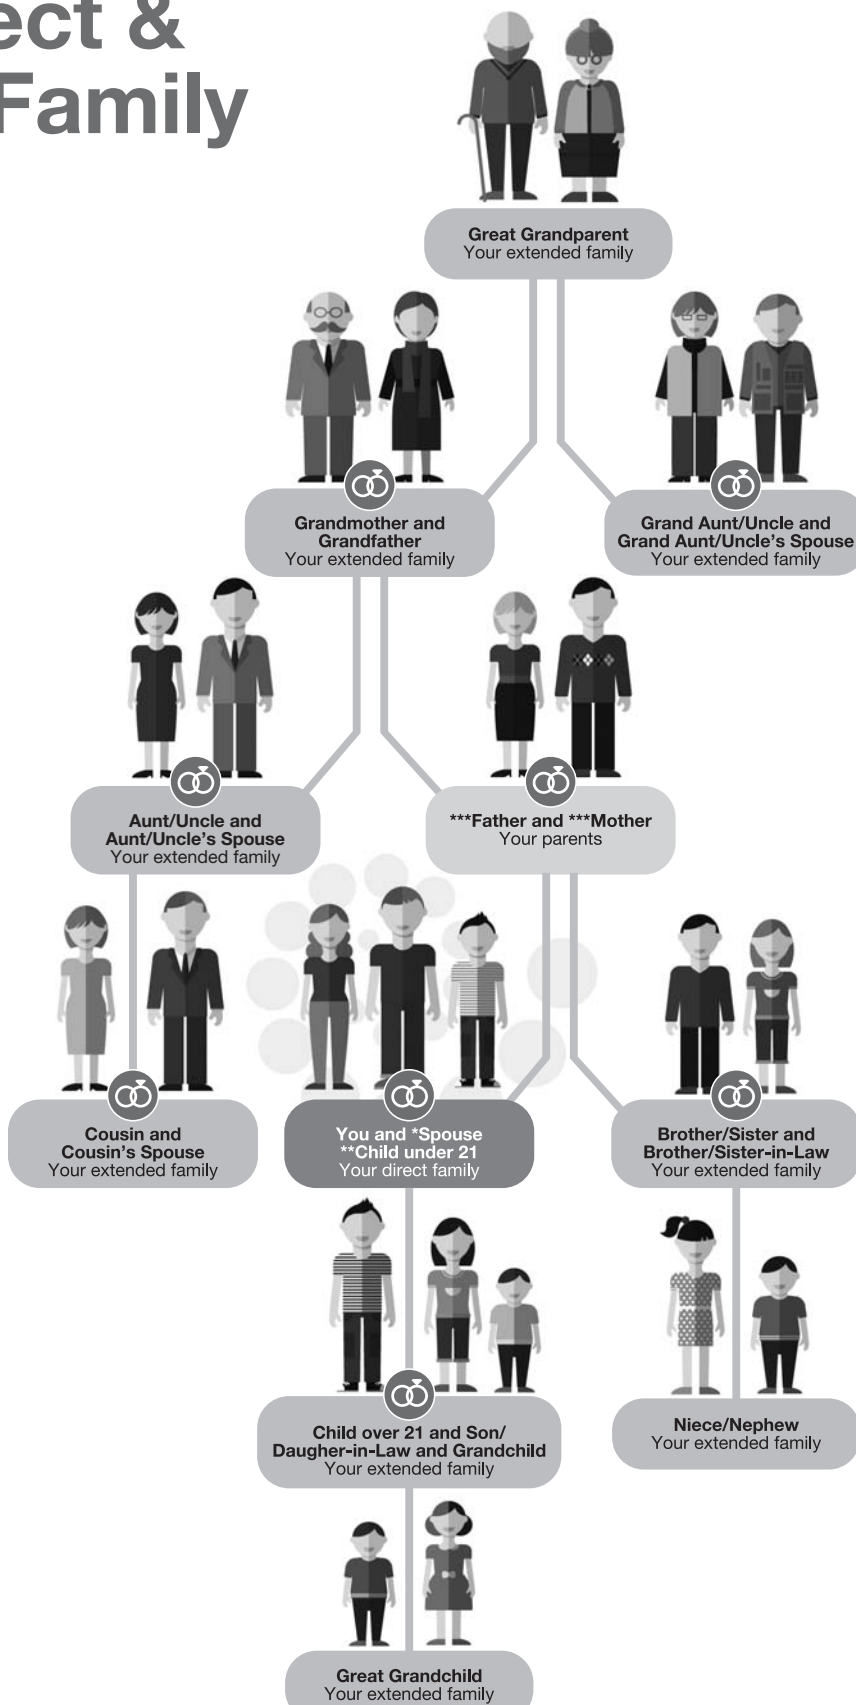 ect &
Family
Great Grandparent
Your extended family
Grandmother and
Grandfather
Your extended family
Grand Aunt/Uncle and
Grand Aunt/Uncle's Spouse
Your extended family
Aunt/Uncle and
Aunt/Uncle's Spouse
Your extended family
***Father and ***Mother
Your parents
Cousin and
Cousin's Spouse
Your extended family
You and *Spouse
**Child under 21
Your direct family
Brother/Sister and
Brother/Sister-in-Law
Your extended family
Child over 21 and Son/
Daugher-in-Law and Grandchild
Your extended family
Niece/Nephew
Your extended family
Great Grandchild
Your extended family